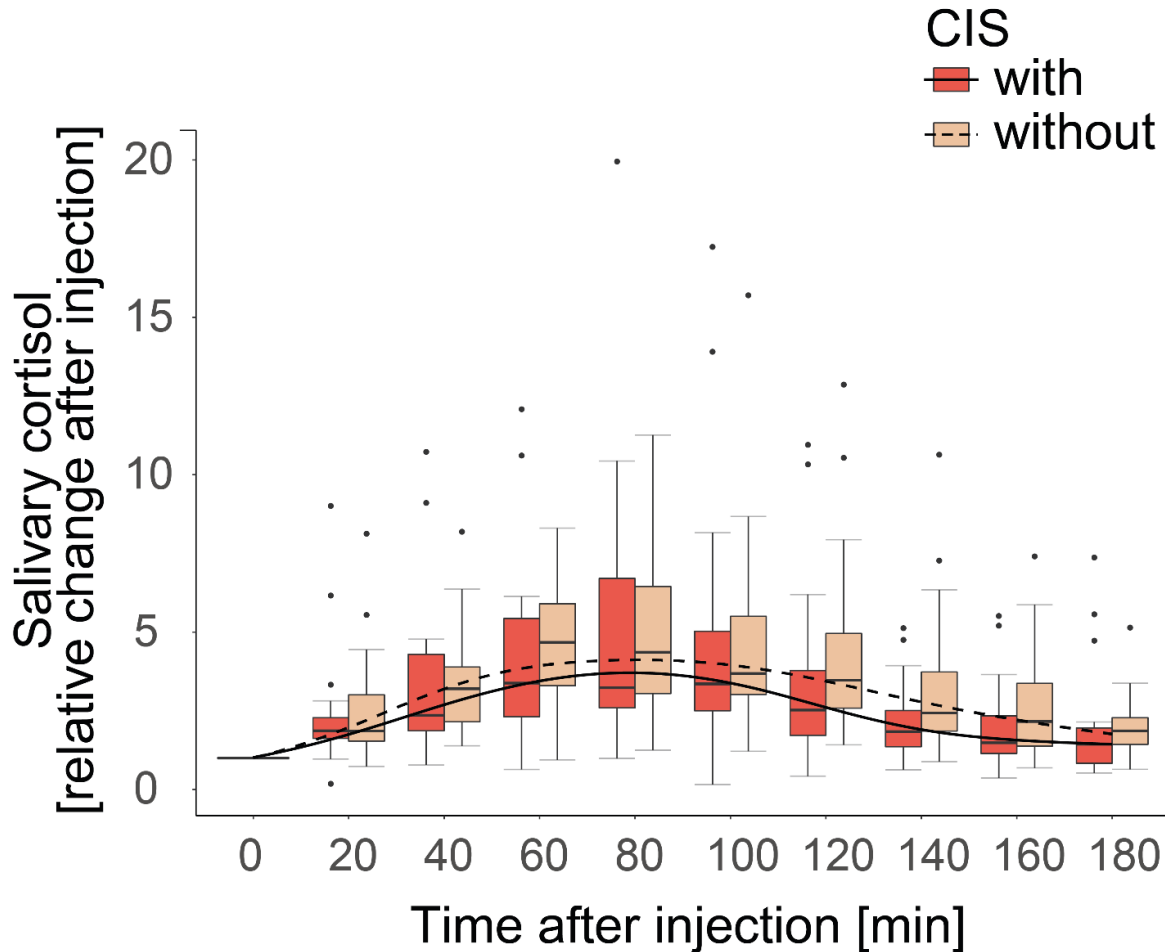 CIS
with
without
Salivary cortisol
[relative change after injection]
20
15
10
5
0
0 20 40 60 80 100 120 140 160 180
Time after injection [min]